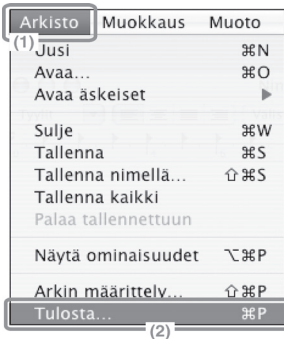 Arkisto Muokkaus Muoto
(1)
Uusi ⌘N
Avaa... ⌘O
Avaa äskeiset ▶
Sulje ⌘W
Tallenna ⌘S
Tallenna nimellä... ⇧⌘S
Tallenna kaikki
Palaa tallennettuun
Näytä ominaisuudet ⌥⌘P
Arkin määrittely... ⇧⌘P
Tulosta... ⌘P
(2)